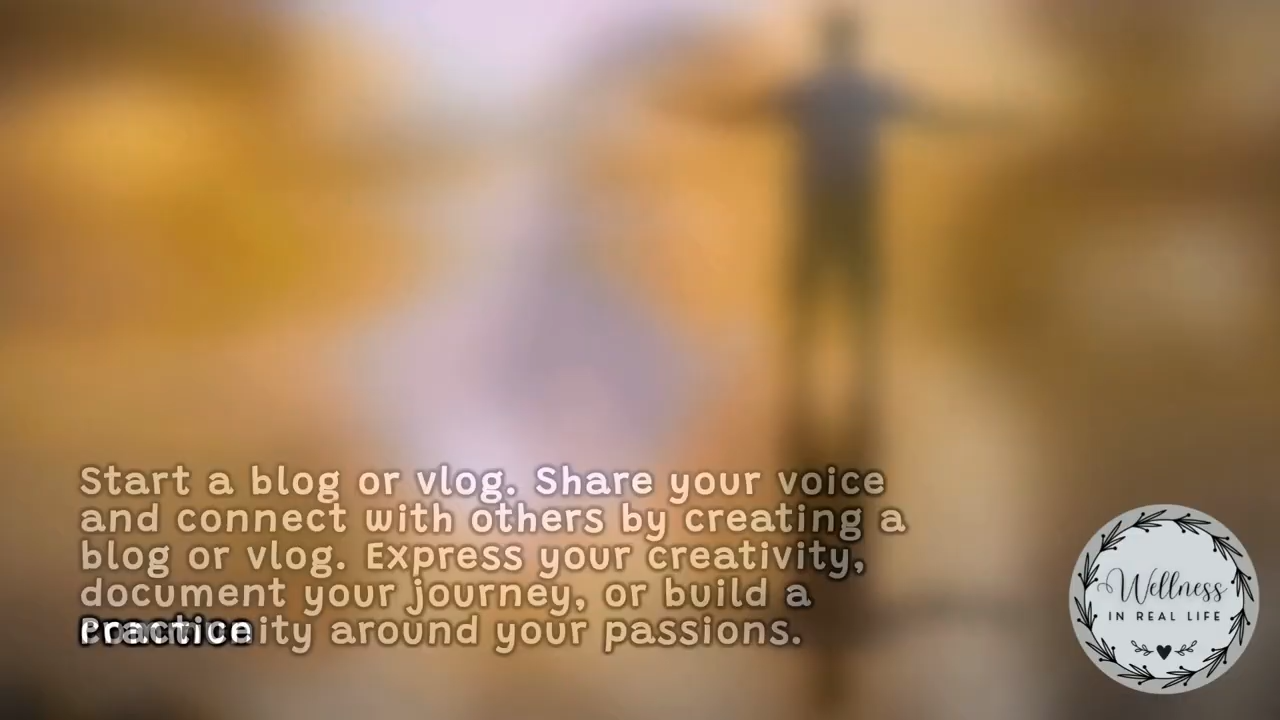 Start a blog or vlog. Share your voice
and connect with others by creating a
blog or vlog. Express your creativity,
document your journey, or build a
Practice around your passions.
Wellness
IN REAL LIFE